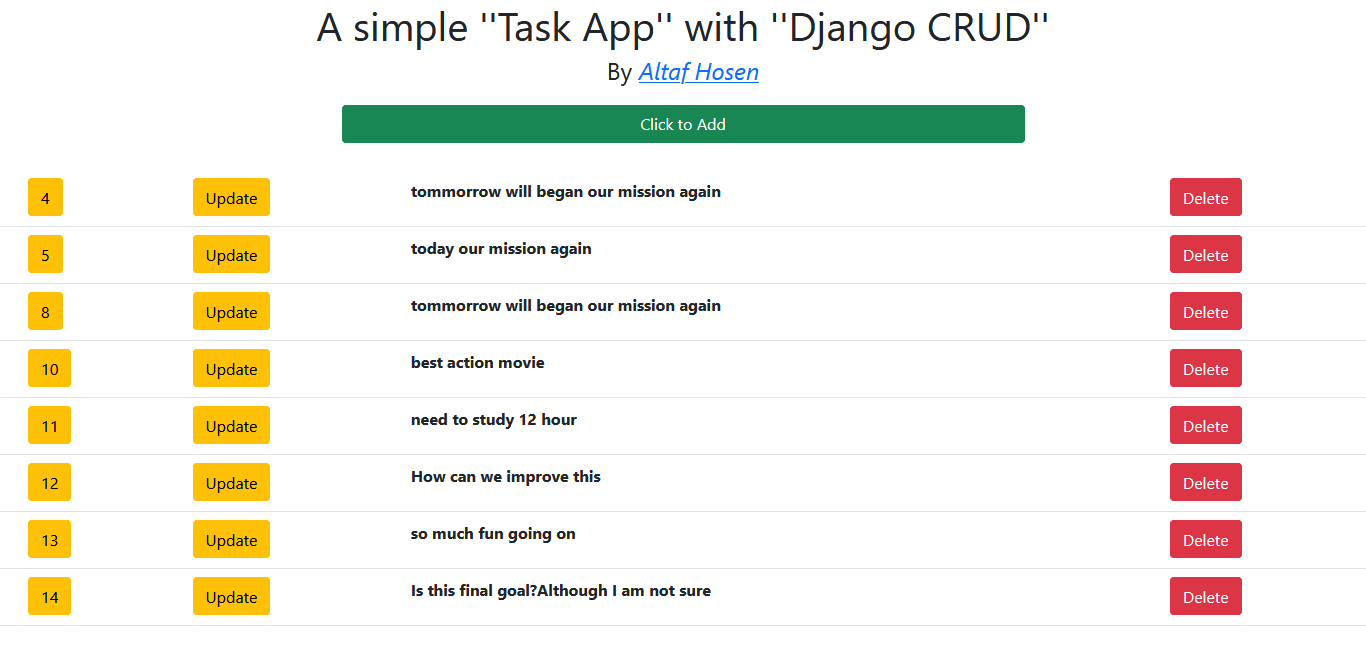 A simple ''Task App'' with ''Django CRUD''
By Altaf Hosen
Click to Add
4 Update tommorrow will began our mission again Delete
5 Update today our mission again Delete
8 Update tommorrow will began our mission again Delete
10 Update best action movie Delete
11 Update need to study 12 hour Delete
12 Update How can we improve this Delete
13 Update so much fun going on Delete
14 Update Is this final goal?Although I am not sure Delete